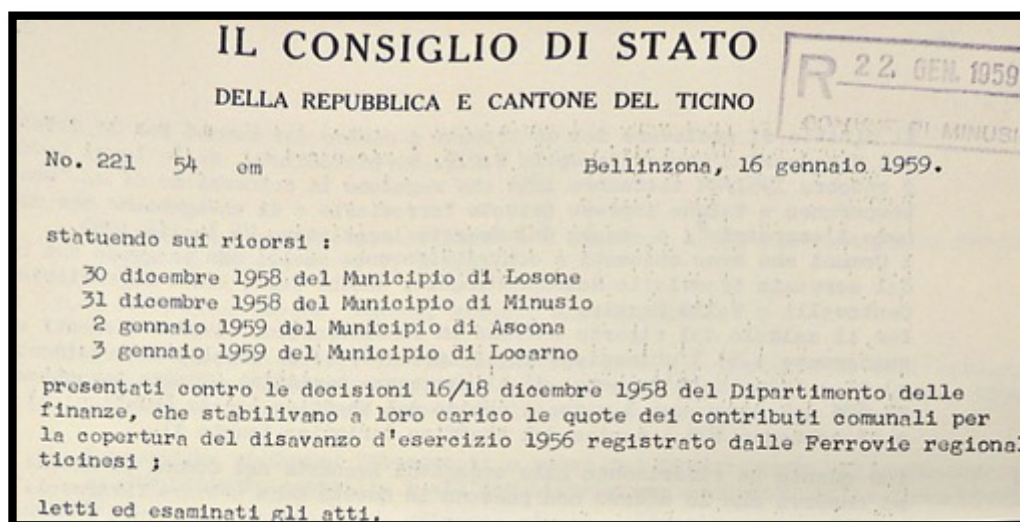 IL CONSIGLIO DI STATO
R 22. GEN. 1959
COMUNE DI MINUSIO
DELLA REPUBBLICA E CANTONE DEL TICINO
No. 221 54 om Bellinzona, 16 gennaio 1959.
statuendo sui ricorsi :
30 dicembre 1958 del Municipio di Losone
31 dicembre 1958 del Municipio di Minusio
2 gennaio 1959 del Municipio di Ascona
3 gennaio 1959 del Municipio di Locarno
presentati contro le decisioni 16/18 dicembre 1958 del Dipartimento delle
finanze, che stabilivano a loro carico le quote dei contributi comunali per
la copertura del disavanzo d'esercizio 1956 registrato dalle Ferrovie regional
ticinesi ;
letti ed esaminati gli atti,